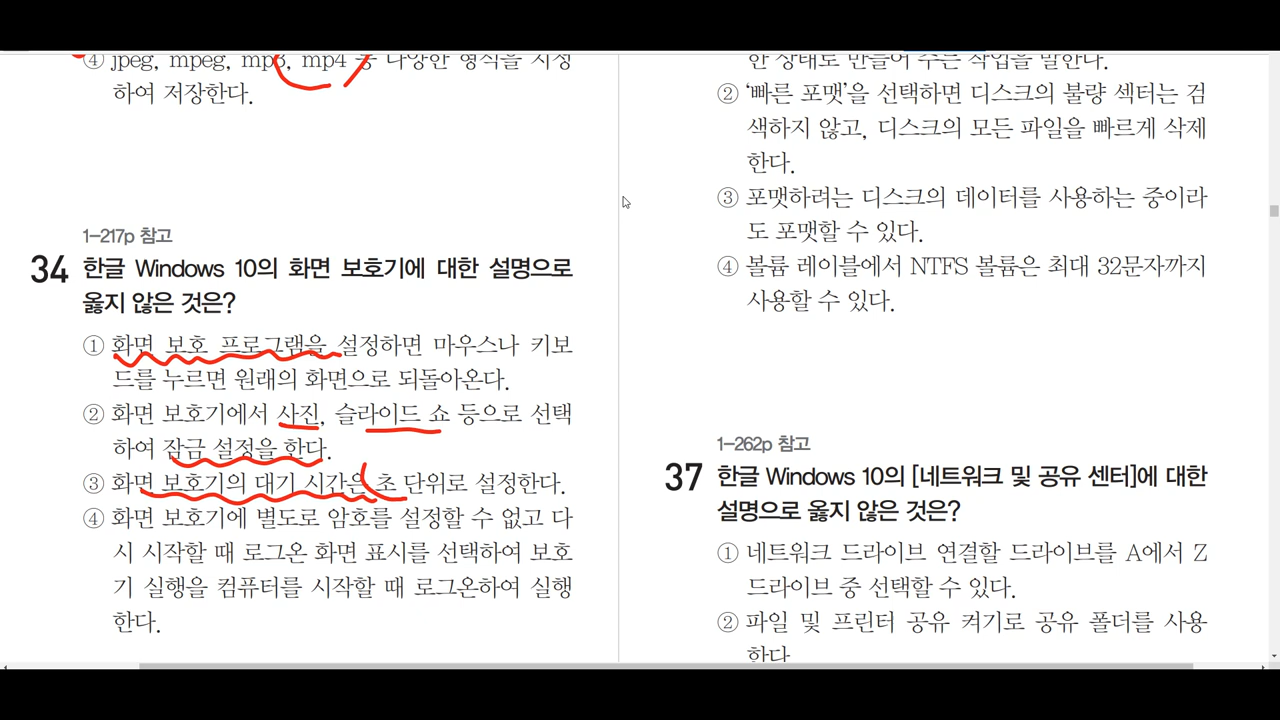 ④ jpeg, mpeg, mp3, mp4 등 다양한 형식을 지정
하여 저장한다.
1-217p 참고
34 한글 Windows 10의 화면 보호기에 대한 설명으로
옳지 않은 것은?
① 화면 보호 프로그램을 설정하면 마우스나 키보
드를 누르면 원래의 화면으로 되돌아온다.
② 화면 보호기에서 사진, 슬라이드 쇼 등으로 선택
하여 잠금 설정을 한다.
③ 화면 보호기의 대기 시간은 초 단위로 설정한다.
④ 화면 보호기에 별도로 암호를 설정할 수 없고 다
시 시작할 때 로그온 화면 표시를 선택하여 보호
기 실행을 컴퓨터를 시작할 때 로그온하여 실행
한다.
한 상태로 만들어 주는 작업을 말한다.
② ‘빠른 포맷’을 선택하면 디스크의 불량 섹터는 검
색하지 않고, 디스크의 모든 파일을 빠르게 삭제
한다.
③ 포맷하려는 디스크의 데이터를 사용하는 중이라
도 포맷할 수 있다.
④ 볼륨 레이블에서 NTFS 볼륨은 최대 32문자까지
사용할 수 있다.
1-262p 참고
37 한글 Windows 10의 [네트워크 및 공유 센터]에 대한
설명으로 옳지 않은 것은?
① 네트워크 드라이브 연결할 드라이브를 A에서 Z
드라이브 중 선택할 수 있다.
② 파일 및 프린터 공유 켜기로 공유 폴더를 사용
한다